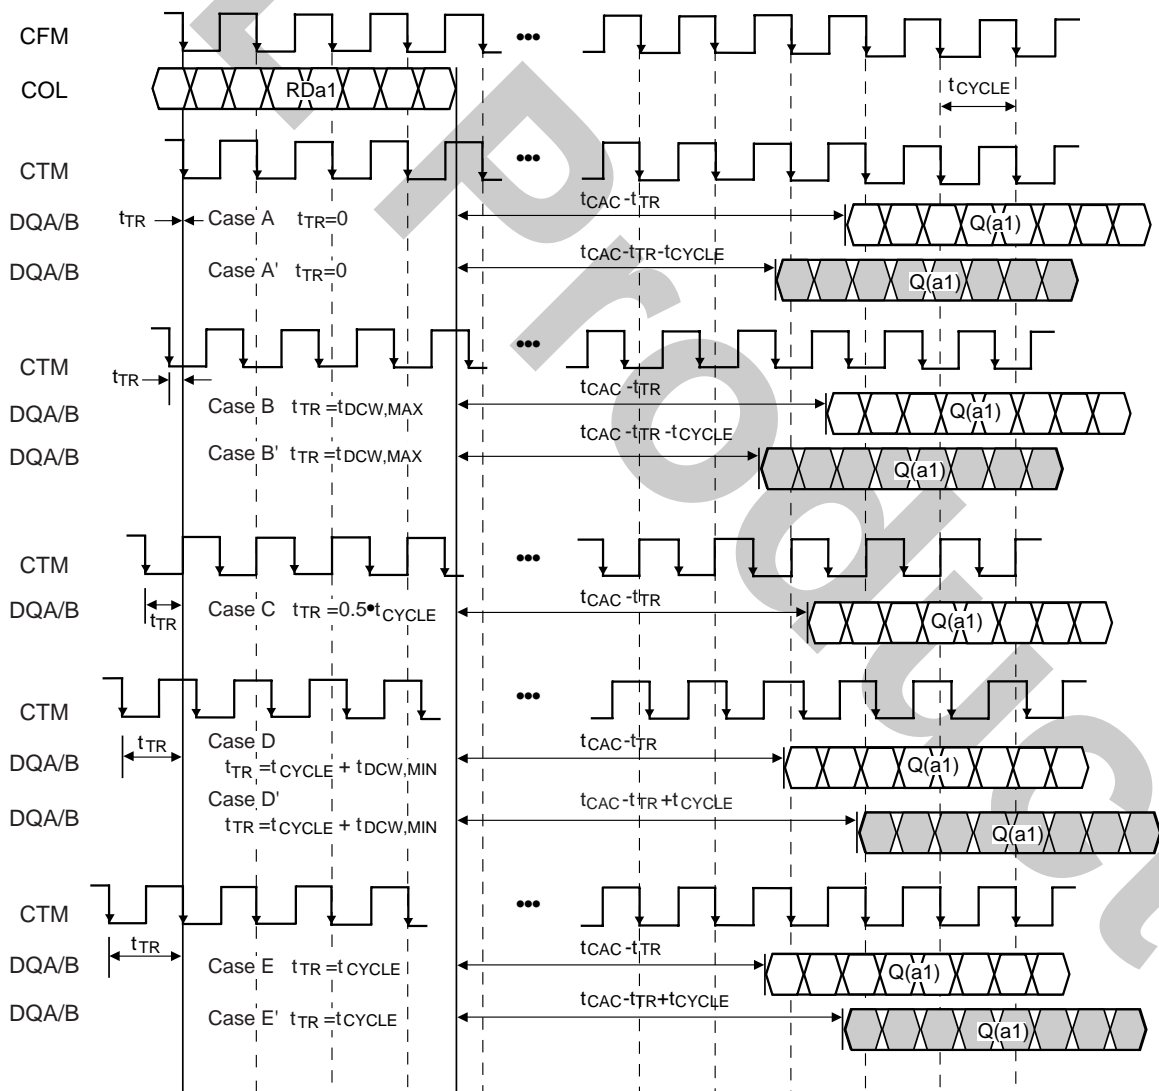 CFM
•••
COL
RDa1
tCYCLE
CTM
•••
tCAC-tTR
DQA/B
tTR
Case A tTR=0
Q(a1)
tCAC-tTR-tCYCLE
DQA/B
Case A' tTR=0
Q(a1)
CTM
•••
tTR
tCAC-tTR
DQA/B
Case B tTR=tDCW,MAX
Q(a1)
tCAC-tTR-tCYCLE
DQA/B
Case B' tTR=tDCW,MAX
Q(a1)
CTM
•••
tCAC-tTR
DQA/B
tTR
Case C tTR=0.5•tCYCLE
Q(a1)
CTM
•••
tTR
Case D
tCAC-tTR
DQA/B
tTR=tCYCLE + tDCW,MIN
Q(a1)
Case D'
tCAC-tTR+tCYCLE
DQA/B
tTR=tCYCLE + tDCW,MIN
Q(a1)
CTM
•••
tTR
tCAC-tTR
DQA/B
Case E tTR=tCYCLE
Q(a1)
tCAC-tTR+tCYCLE
DQA/B
Case E' tTR=tCYCLE
Q(a1)
Product